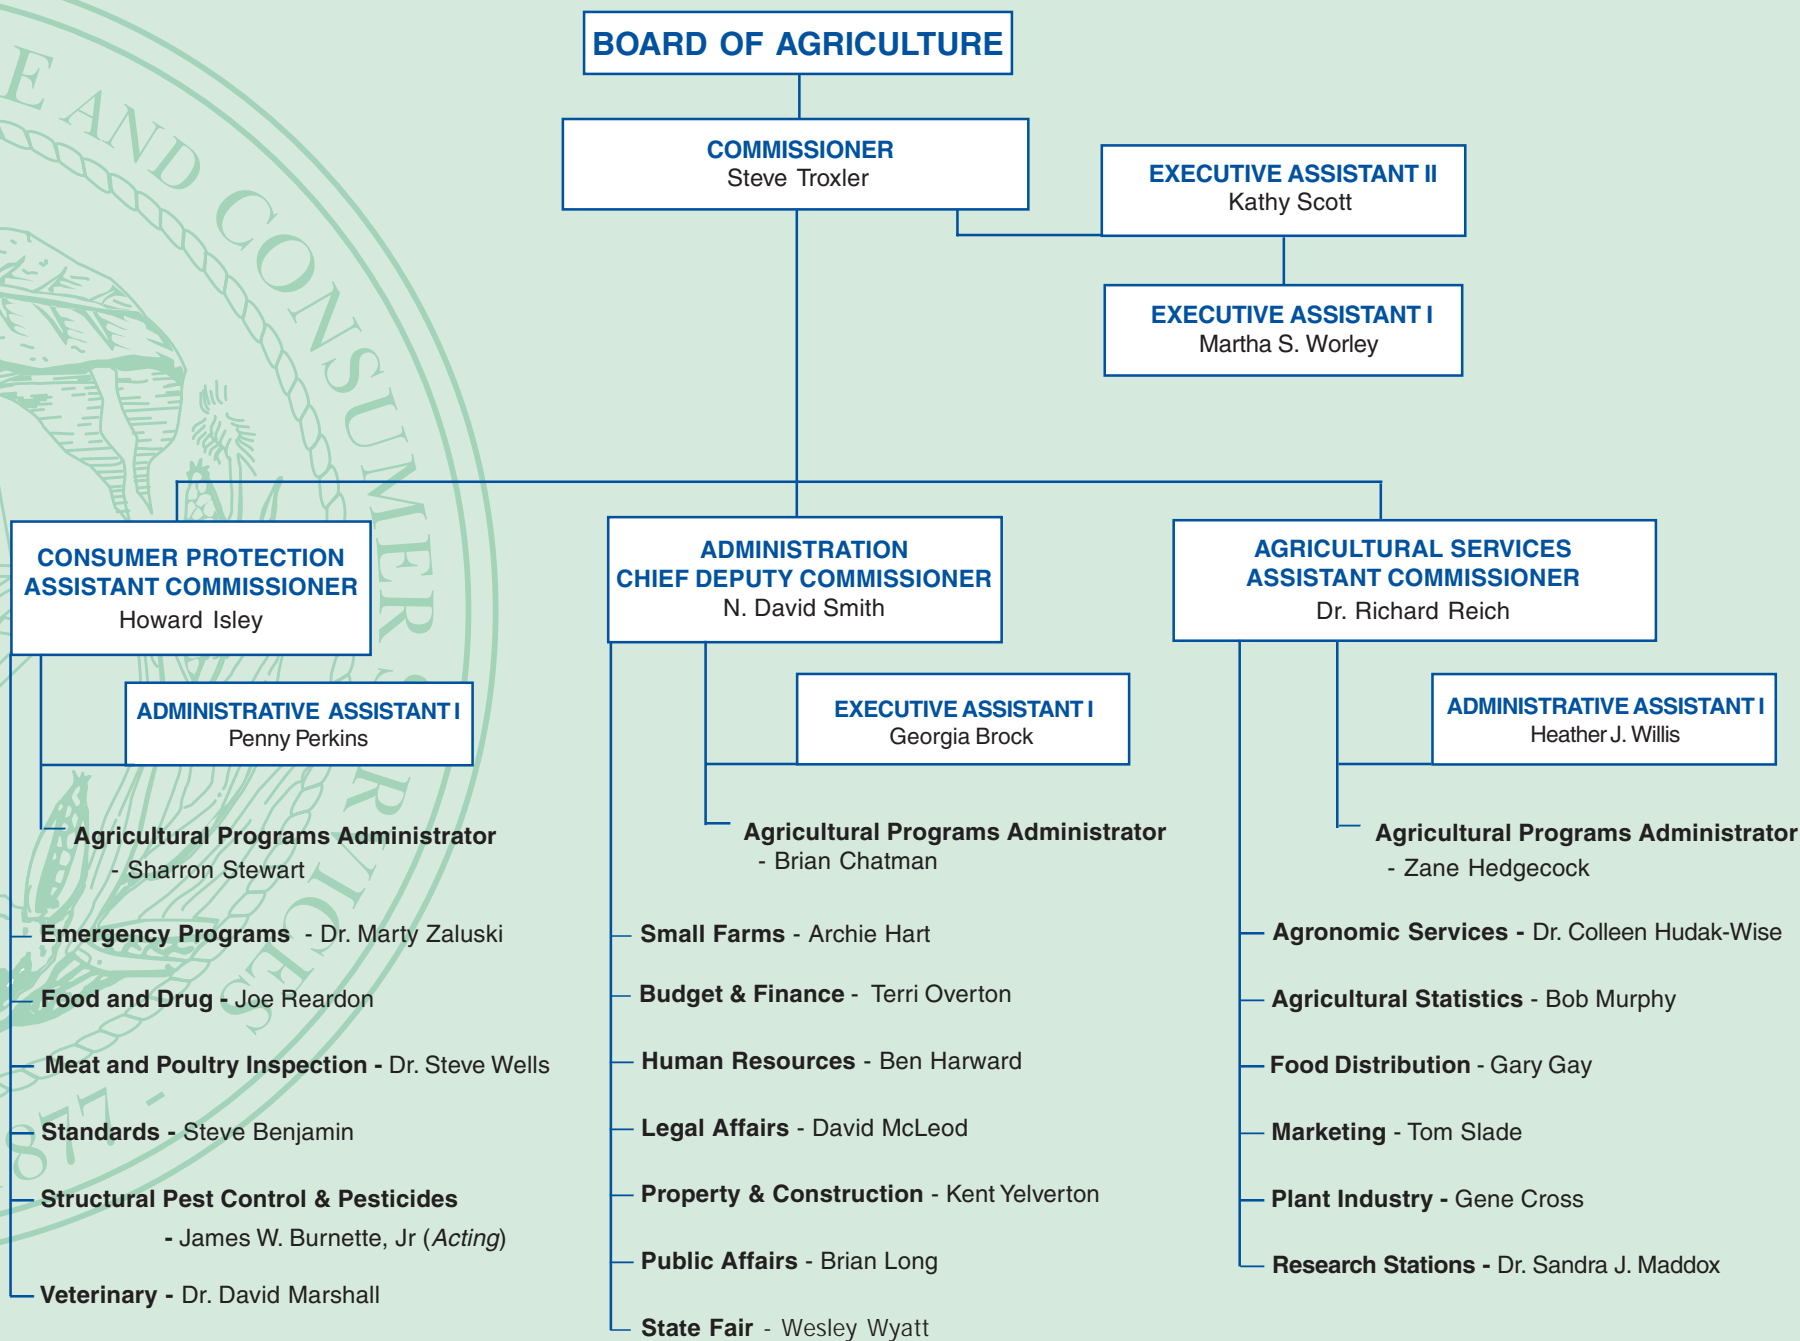 BOARD OF AGRICULTURE
COMMISSIONER
Steve Troxler
EXECUTIVE ASSISTANT II
Kathy Scott
EXECUTIVE ASSISTANT I
Martha S. Worley
CONSUMER PROTECTION
ASSISTANT COMMISSIONER
Howard Isley
ADMINISTRATIVE ASSISTANT I
Penny Perkins
Agricultural Programs Administrator
- Sharron Stewart
Emergency Programs - Dr. Marty Zaluski
Food and Drug - Joe Reardon
Meat and Poultry Inspection - Dr. Steve Wells
Standards - Steve Benjamin
Structural Pest Control & Pesticides
- James W. Burnette, Jr (Acting)
Veterinary - Dr. David Marshall
ADMINISTRATION
CHIEF DEPUTY COMMISSIONER
N. David Smith
EXECUTIVE ASSISTANT I
Georgia Brock
Agricultural Programs Administrator
- Brian Chatman
Small Farms - Archie Hart
Budget & Finance - Terri Overton
Human Resources - Ben Harward
Legal Affairs - David McLeod
Property & Construction - Kent Yelverton
Public Affairs - Brian Long
State Fair - Wesley Wyatt
AGRICULTURAL SERVICES
ASSISTANT COMMISSIONER
Dr. Richard Reich
ADMINISTRATIVE ASSISTANT I
Heather J. Willis
Agricultural Programs Administrator
- Zane Hedgecock
Agronomic Services - Dr. Colleen Hudak-Wise
Agricultural Statistics - Bob Murphy
Food Distribution - Gary Gay
Marketing - Tom Slade
Plant Industry - Gene Cross
Research Stations - Dr. Sandra J. Maddox
E AND CONSUMER SERVICES
877 -